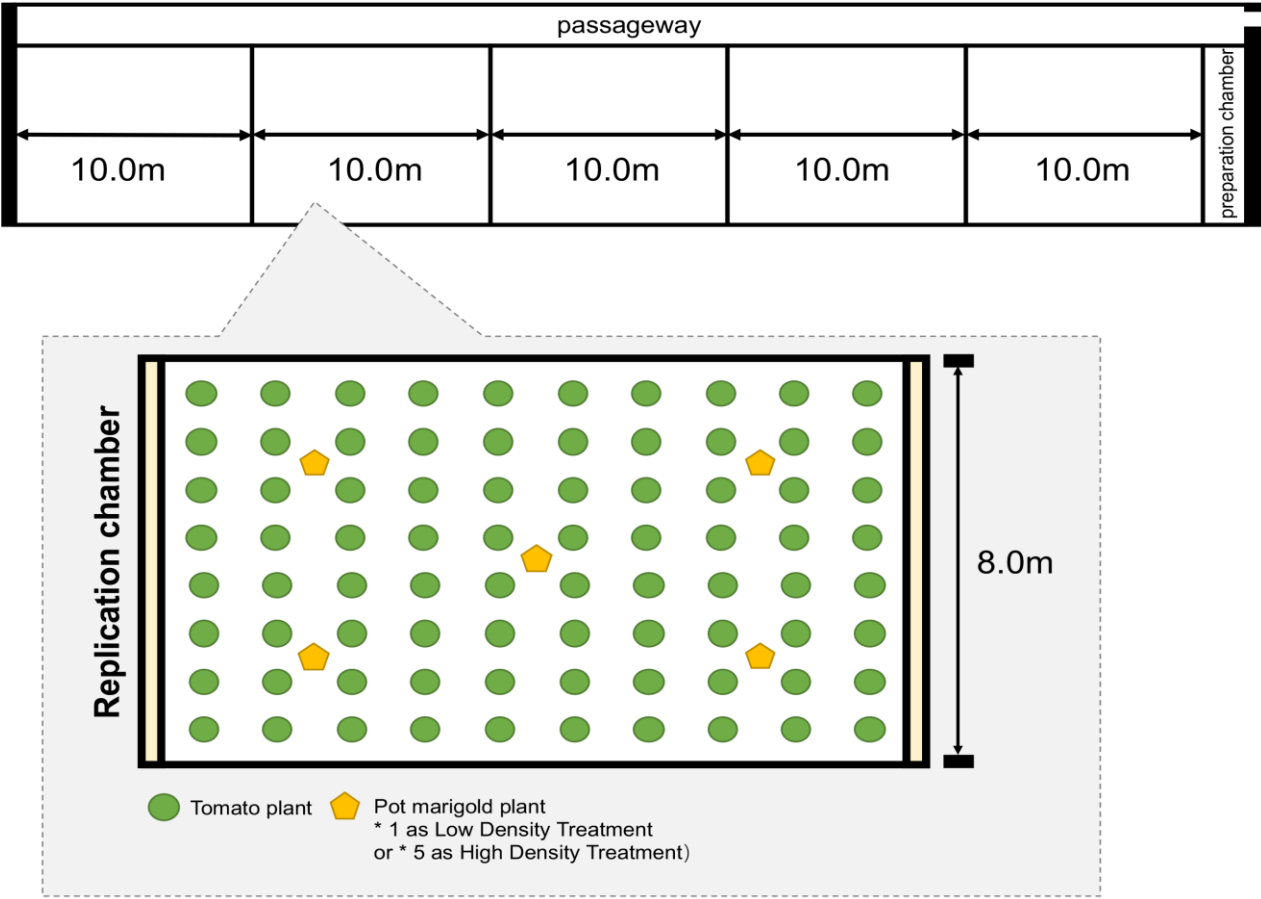 passageway
preparation chamber
10.0m
10.0m
10.0m
10.0m
10.0m
Replication chamber
8.0m
Tomato plant
Pot marigold plant
* 1 as Low Density Treatment
or * 5 as High Density Treatment)